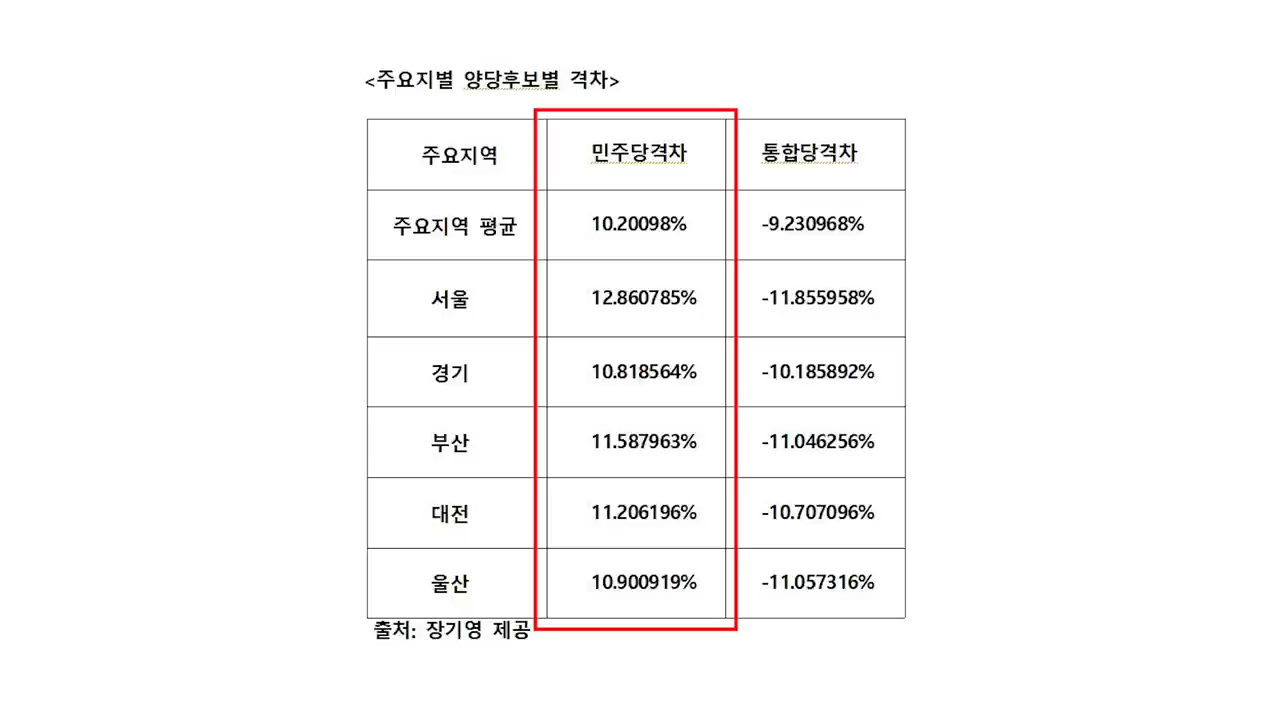 <주요지별 양당후보별 격차>
주요지역 민주당격차 통합당격차
주요지역 평균 10.20098% -9.230968%
서울 12.860785% -11.855958%
경기 10.818564% -10.185892%
부산 11.587963% -11.046256%
대전 11.206196% -10.707096%
울산 10.900919% -11.057316%
출처: 장기영 제공